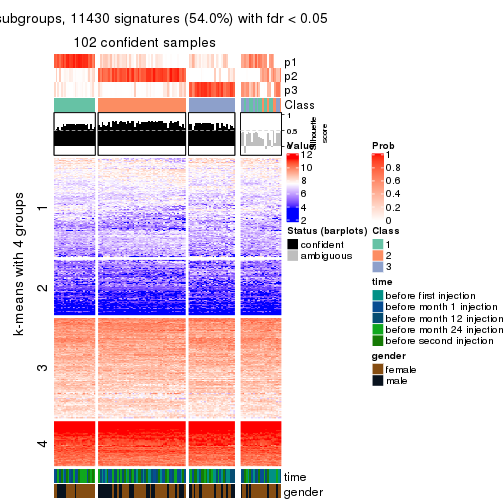 subgroups, 11430 signatures (54.0%) with fdr < 0.05
102 confident samples
p1
p2
p3
Class
1
0.5
0
Silhouette
score
k-means with 4 groups
1
2
3
4
time
gender
Value
12
10
8
6
4
2
Prob
1
0.8
0.6
0.4
0.2
0
Status (barplots)
confident
ambiguous
Class
1
2
3
time
before first injection
before month 1 injection
before month 12 injection
before month 24 injection
before second injection
gender
female
male